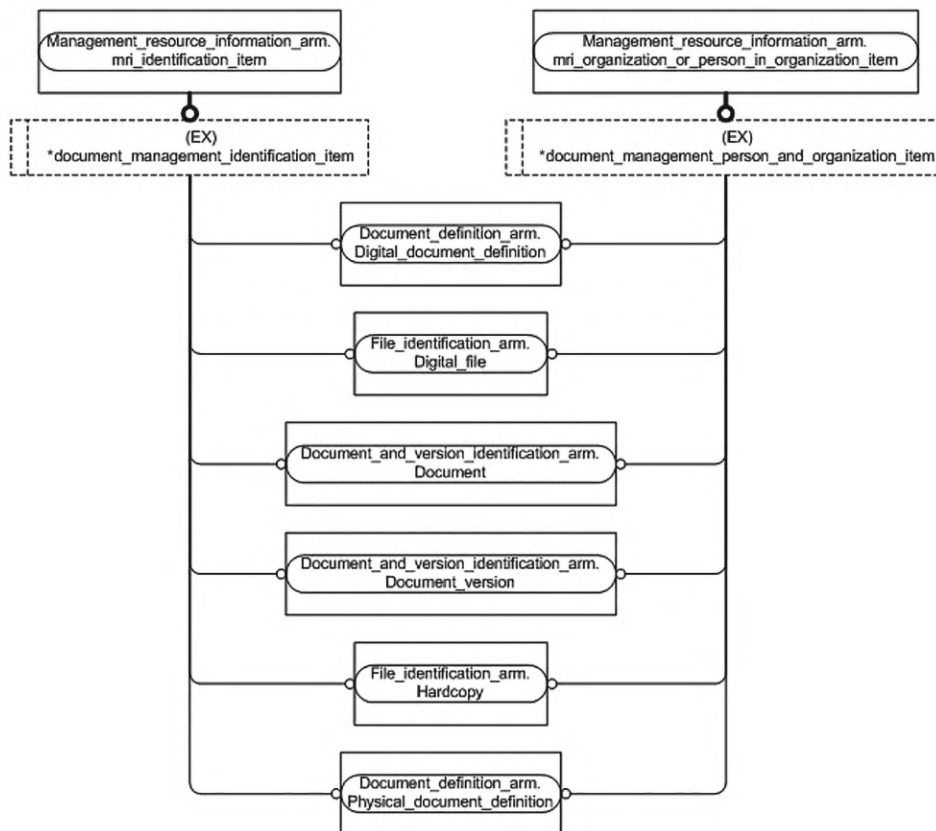 Management_resource_information_arm.
mri_identification_item
Management_resource_information_arm.
mri_organization_or_person_in_organization_item
(EX)
*document_management_identification_item
(EX)
*document_management_person_and_organization_item
Document_definition_arm.
Digital_document_definition
File_identification_arm.
Digital_file
Document_and_version_identification_arm.
Document
Document_and_version_identification_arm.
Document_version
File_identification_arm.
Hardcopy
Document_definition_arm.
Physical_document_definition